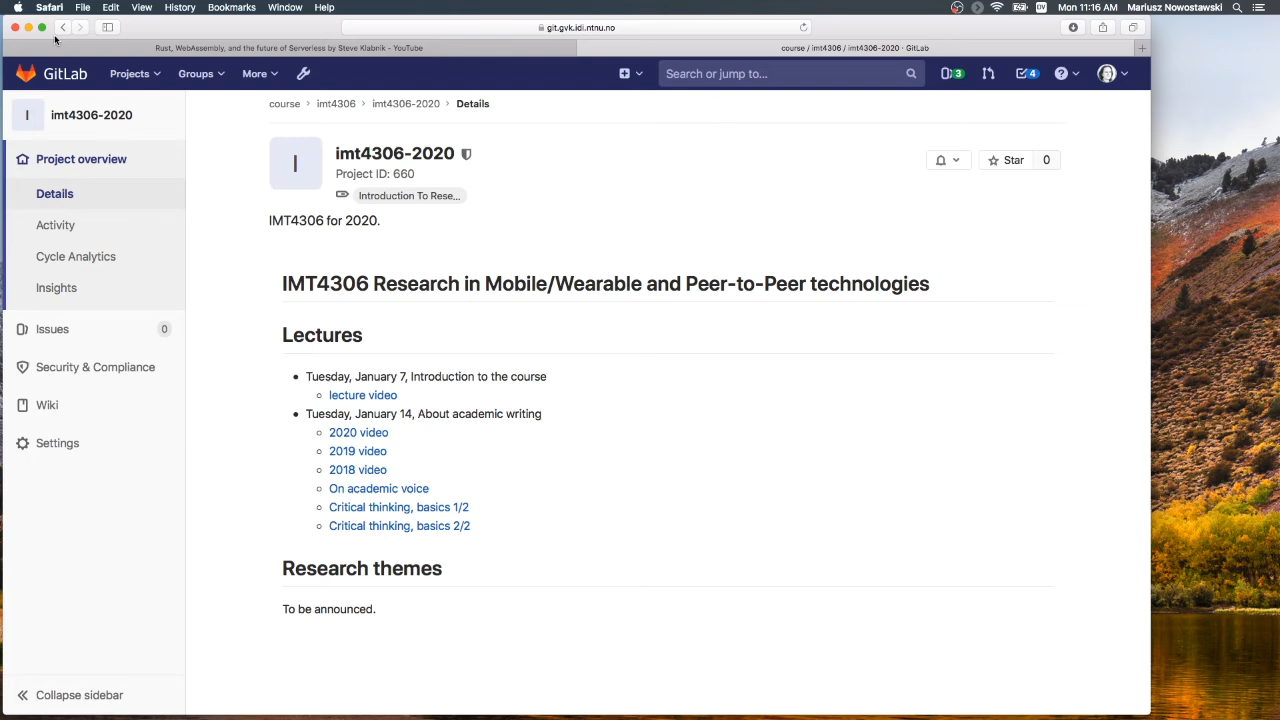 Safari File Edit View History Bookmarks Window Help
DV Mon 11:16 AM Mariusz Nowostawski
git.gvk.idi.ntnu.no
Rust, WebAssembly, and the future of Serverless by Steve Klabnik - YouTube
course / imt4306 / imt4306-2020 · GitLab
GitLab Projects Groups More
Search or jump to...
3
4
I imt4306-2020
Project overview
Details
Activity
Cycle Analytics
Insights
Issues 0
Security & Compliance
Wiki
Settings
Collapse sidebar
course › imt4306 › imt4306-2020 › Details
I
imt4306-2020
Project ID: 660
Introduction To Rese...
Star 0
IMT4306 for 2020.
IMT4306 Research in Mobile/Wearable and Peer-to-Peer technologies
Lectures
• Tuesday, January 7, Introduction to the course
◦ lecture video
• Tuesday, January 14, About academic writing
◦ 2020 video
◦ 2019 video
◦ 2018 video
◦ On academic voice
◦ Critical thinking, basics 1/2
◦ Critical thinking, basics 2/2
Research themes
To be announced.